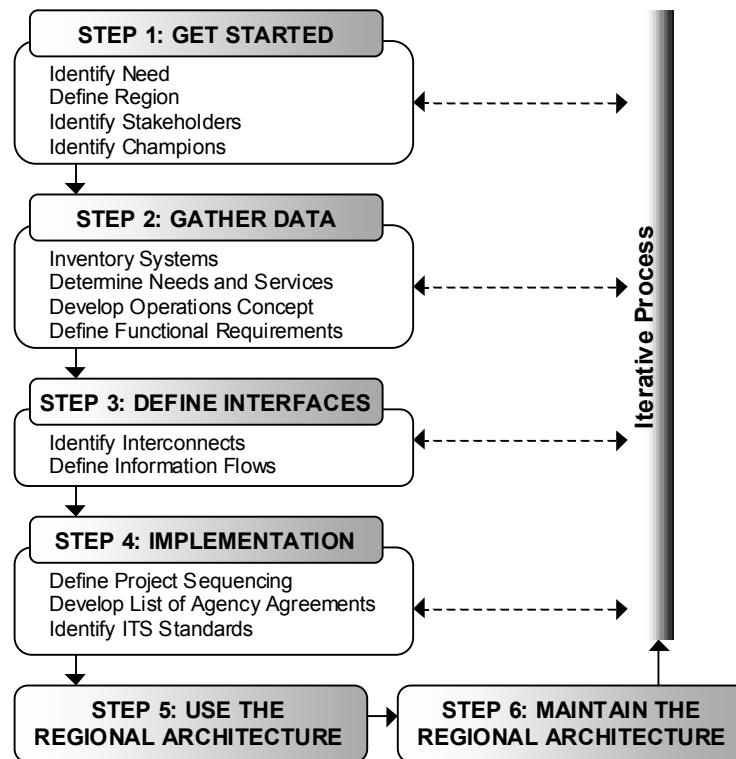 STEP 1: GET STARTED
Identify Need
Define Region
Identify Stakeholders
Identify Champions
STEP 2: GATHER DATA
Inventory Systems
Determine Needs and Services
Develop Operations Concept
Define Functional Requirements
STEP 3: DEFINE INTERFACES
Identify Interconnects
Define Information Flows
STEP 4: IMPLEMENTATION
Define Project Sequencing
Develop List of Agency Agreements
Identify ITS Standards
STEP 5: USE THE
REGIONAL ARCHITECTURE
STEP 6: MAINTAIN THE
REGIONAL ARCHITECTURE
Iterative Process